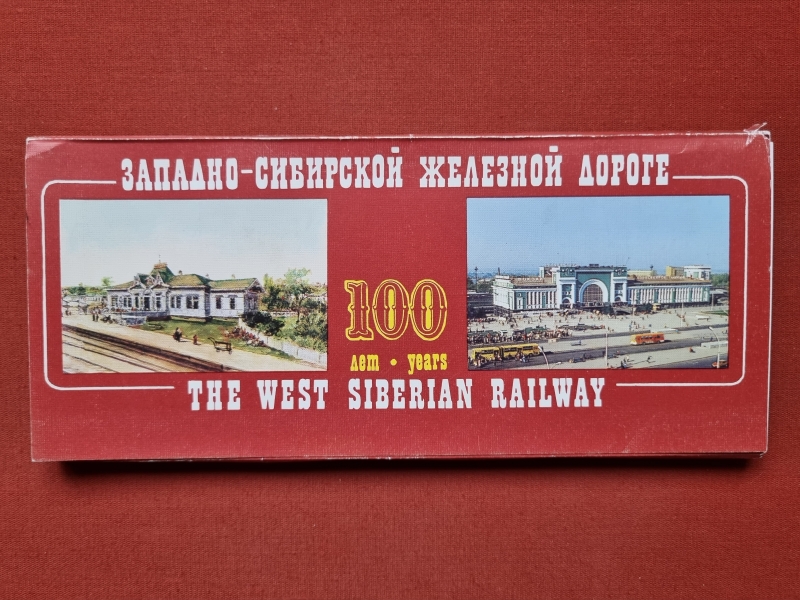 ЗАПАДНО-СИБИРСКОЙ ЖЕЛЕЗНОЙ ДОРОГЕ
100
лет • years
THE WEST SIBERIAN RAILWAY